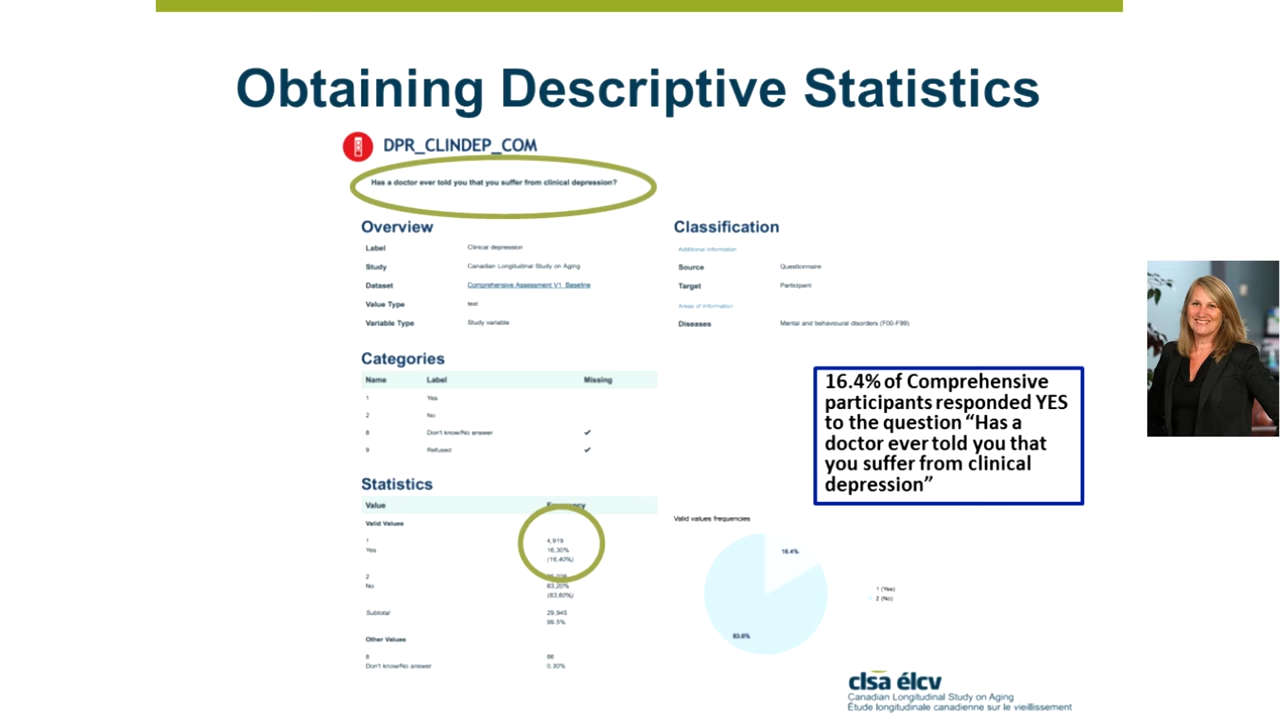 Obtaining Descriptive Statistics
DPR_CLINDEP_COM
Has a doctor ever told you that you suffer from clinical depression?
Overview
Label Clinical depression
Study Canadian Longitudinal Study on Aging
Dataset Comprehensive Assessment V1_Baseline
Value Type text
Variable Type Study variable
Classification
Additional information
Source Questionnaire
Target Participant
Areas of Information
Diseases Mental and behavioural disorders (F00-F99)
Categories
Name Label Missing
1 Yes
2 No
8 Don't know/No answer ✓
9 Refused ✓
16.4% of Comprehensive
participants responded YES
to the question “Has a
doctor ever told you that
you suffer from clinical
depression”
Statistics
Value Frequency
Valid Values
1 4,919
Yes 16,30%
(16,40%)
2
No 83,20%
(83,60%)
Subtotal 29,945
99.5%
Other Values
8 88
Don't know/No answer 0.30%
Valid values frequencies
16.4%
83.6%
1 (Yes)
2 (No)
clsa élcv
Canadian Longitudinal Study on Aging
Étude longitudinale canadienne sur le vieillissement